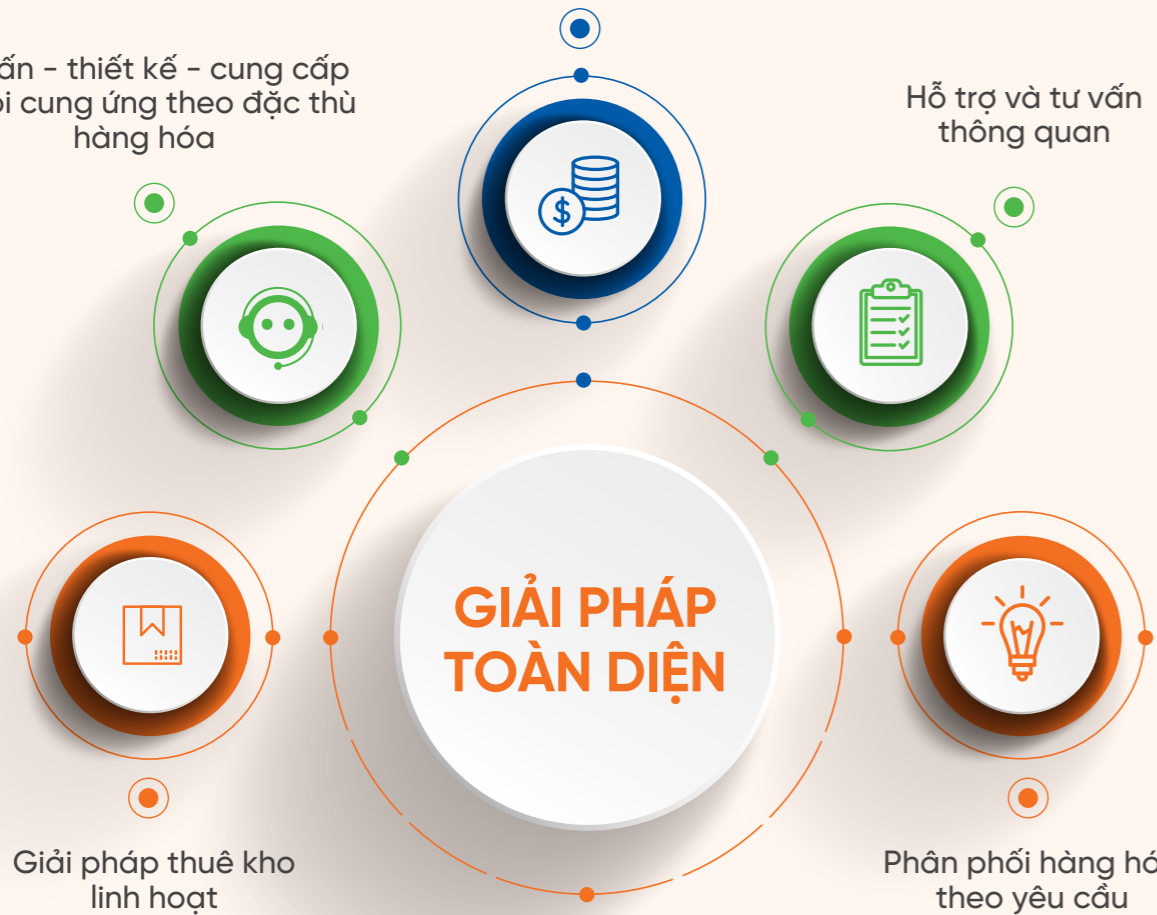 ấn - thiết kế - cung cấp
i cung ứng theo đặc thù
hàng hóa
Hỗ trợ và tư vấn
thông quan
$
GIẢI PHÁP
TOÀN DIỆN
Giải pháp thuê kho
linh hoạt
Phân phối hàng hó
theo yêu cầu